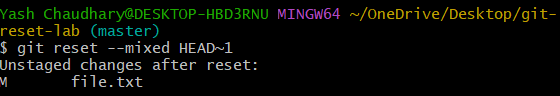 Yash Chaudhary@DESKTOP-HBD3RNU MINGW64 ~/OneDrive/Desktop/git-
reset-lab (master)
$ git reset --mixed HEAD~1
Unstaged changes after reset:
M       file.txt